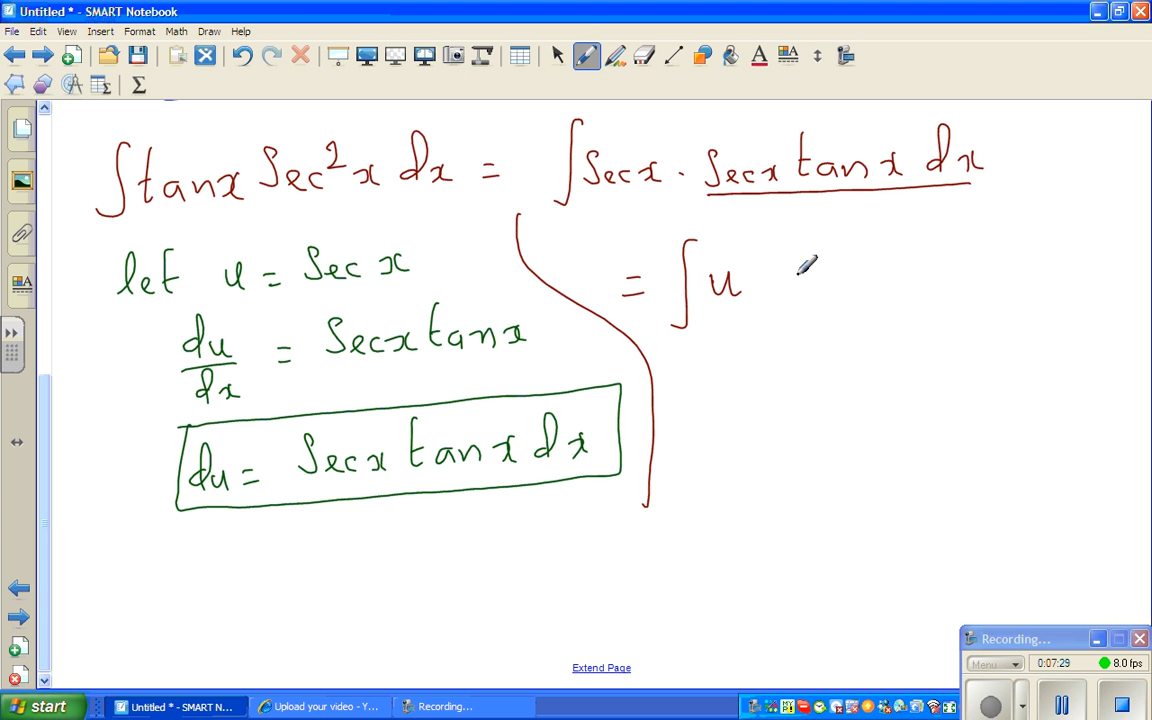 Untitled * - SMART Notebook
File Edit View Insert Format Math Draw Help
∫tanx Sec²x dx = ∫Secx . Secx tanx dx
let u = Sec x
= ∫u
du/dx = Secx tanx
du = Secx tanx dx
Extend Page
Recording...
Menu 0:07:29 8.0 fps
start Untitled * - SMART N... Upload your video - Y... Recording...